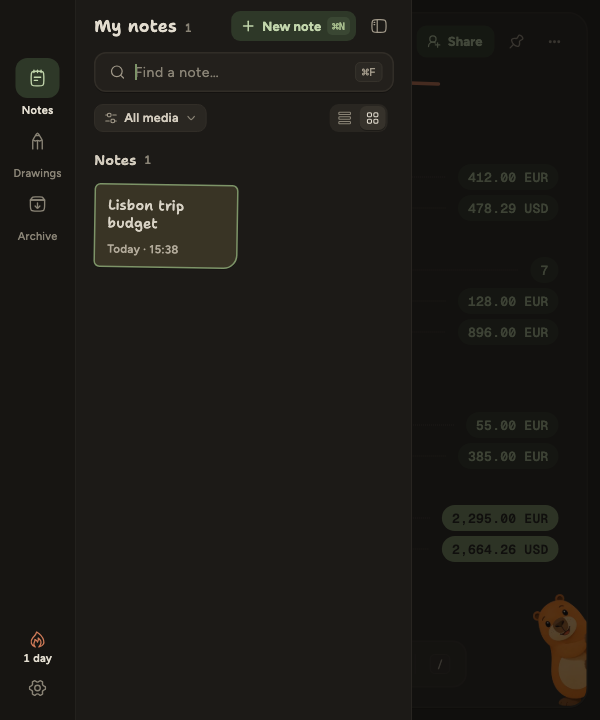 My notes 1
+ New note ⌘N
Share
Find a note...
⌘F
Notes
All media
Drawings
Notes 1
Archive
Lisbon trip
budget
Today · 15:38
412.00 EUR
478.29 USD
7
128.00 EUR
896.00 EUR
55.00 EUR
385.00 EUR
2,295.00 EUR
2,664.26 USD
/
1 day